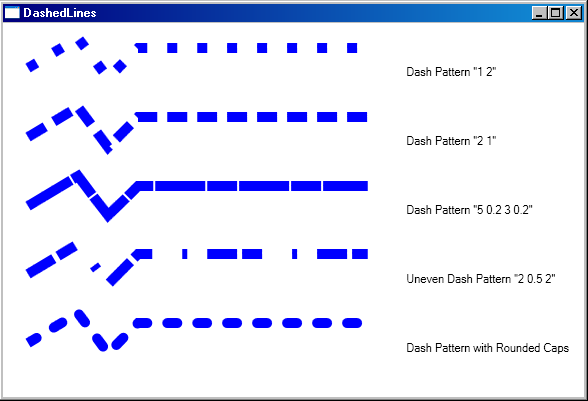 DashedLines
Dash Pattern "1 2"
Dash Pattern "2 1"
Dash Pattern "5 0.2 3 0.2"
Uneven Dash Pattern "2 0.5 2"
Dash Pattern with Rounded Caps